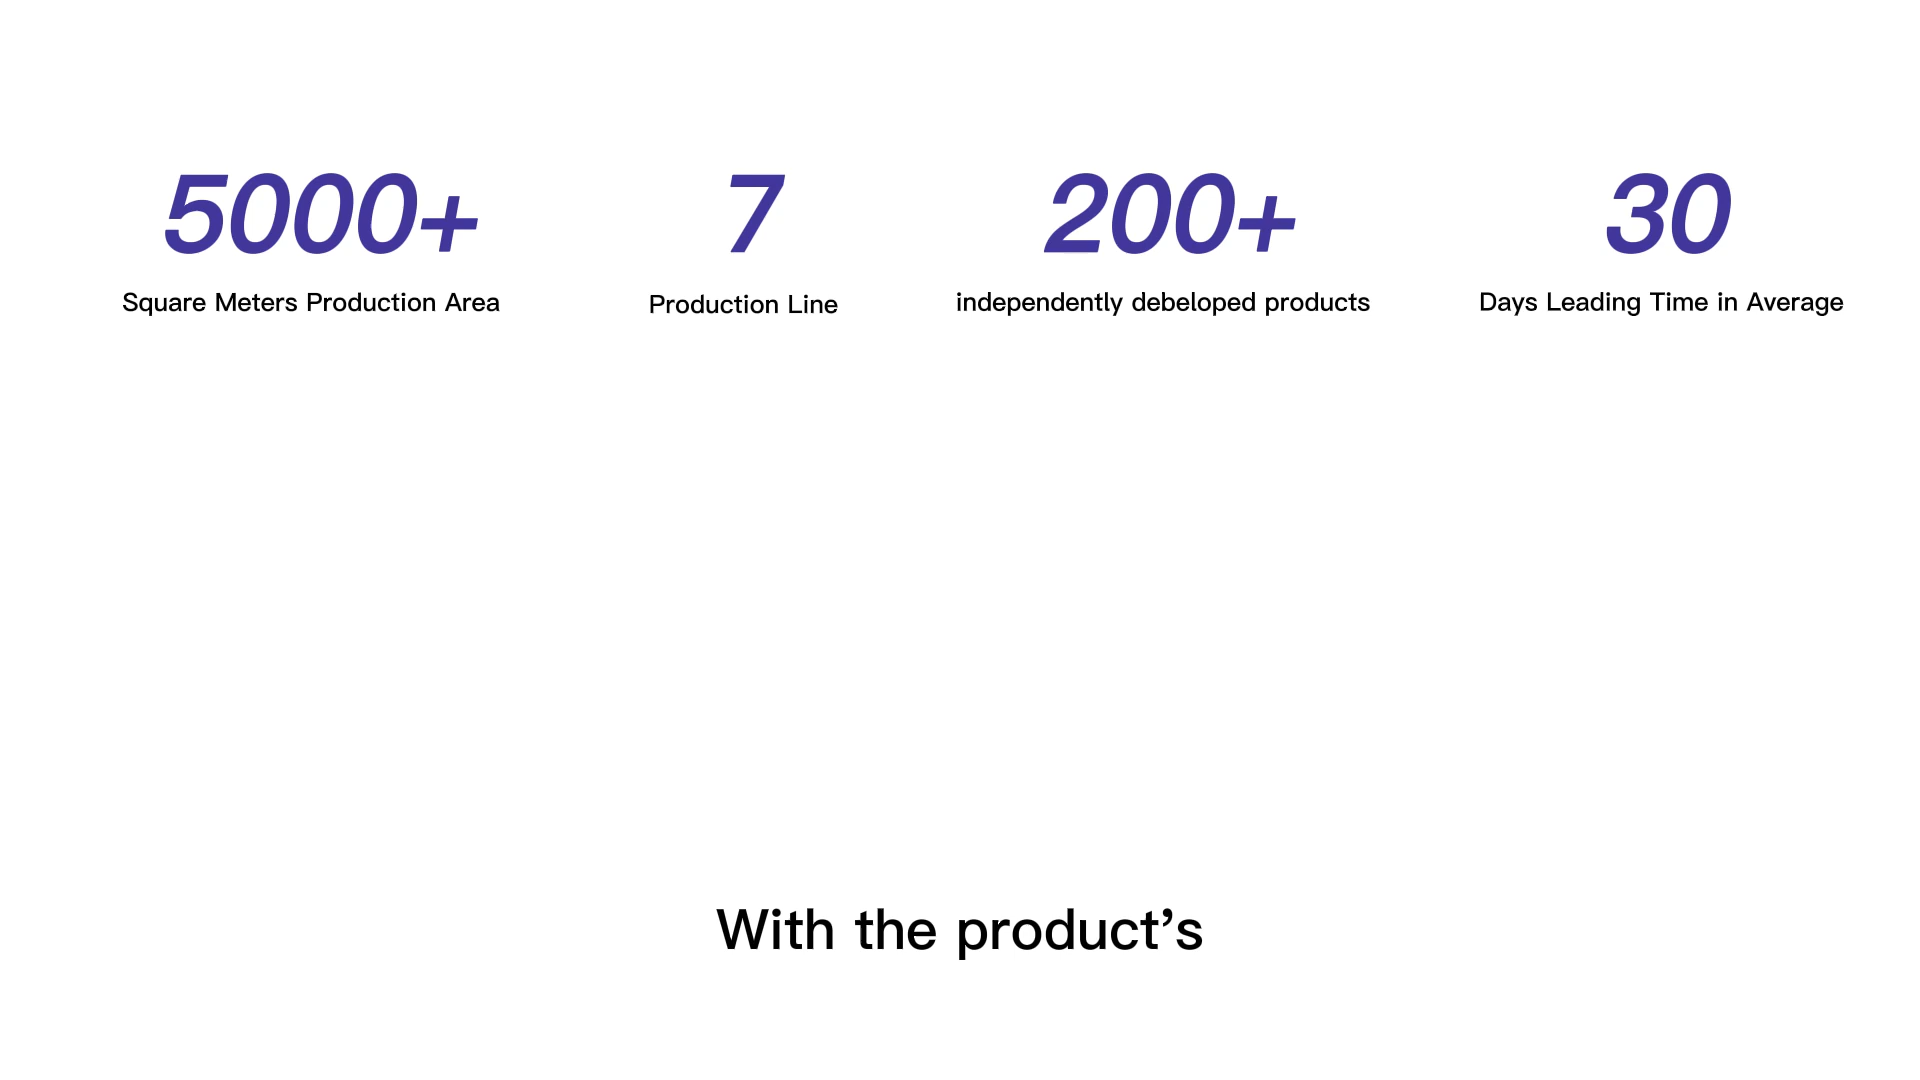 5000+
Square Meters Production Area
7
Production Line
200+
independently debeloped products
30
Days Leading Time in Average
With the product’s